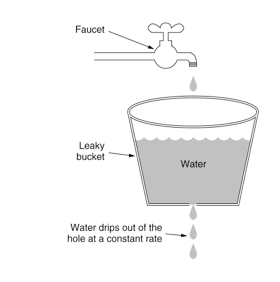 Faucet
Leaky
bucket
Water
Water drips out of the
hole at a constant rate